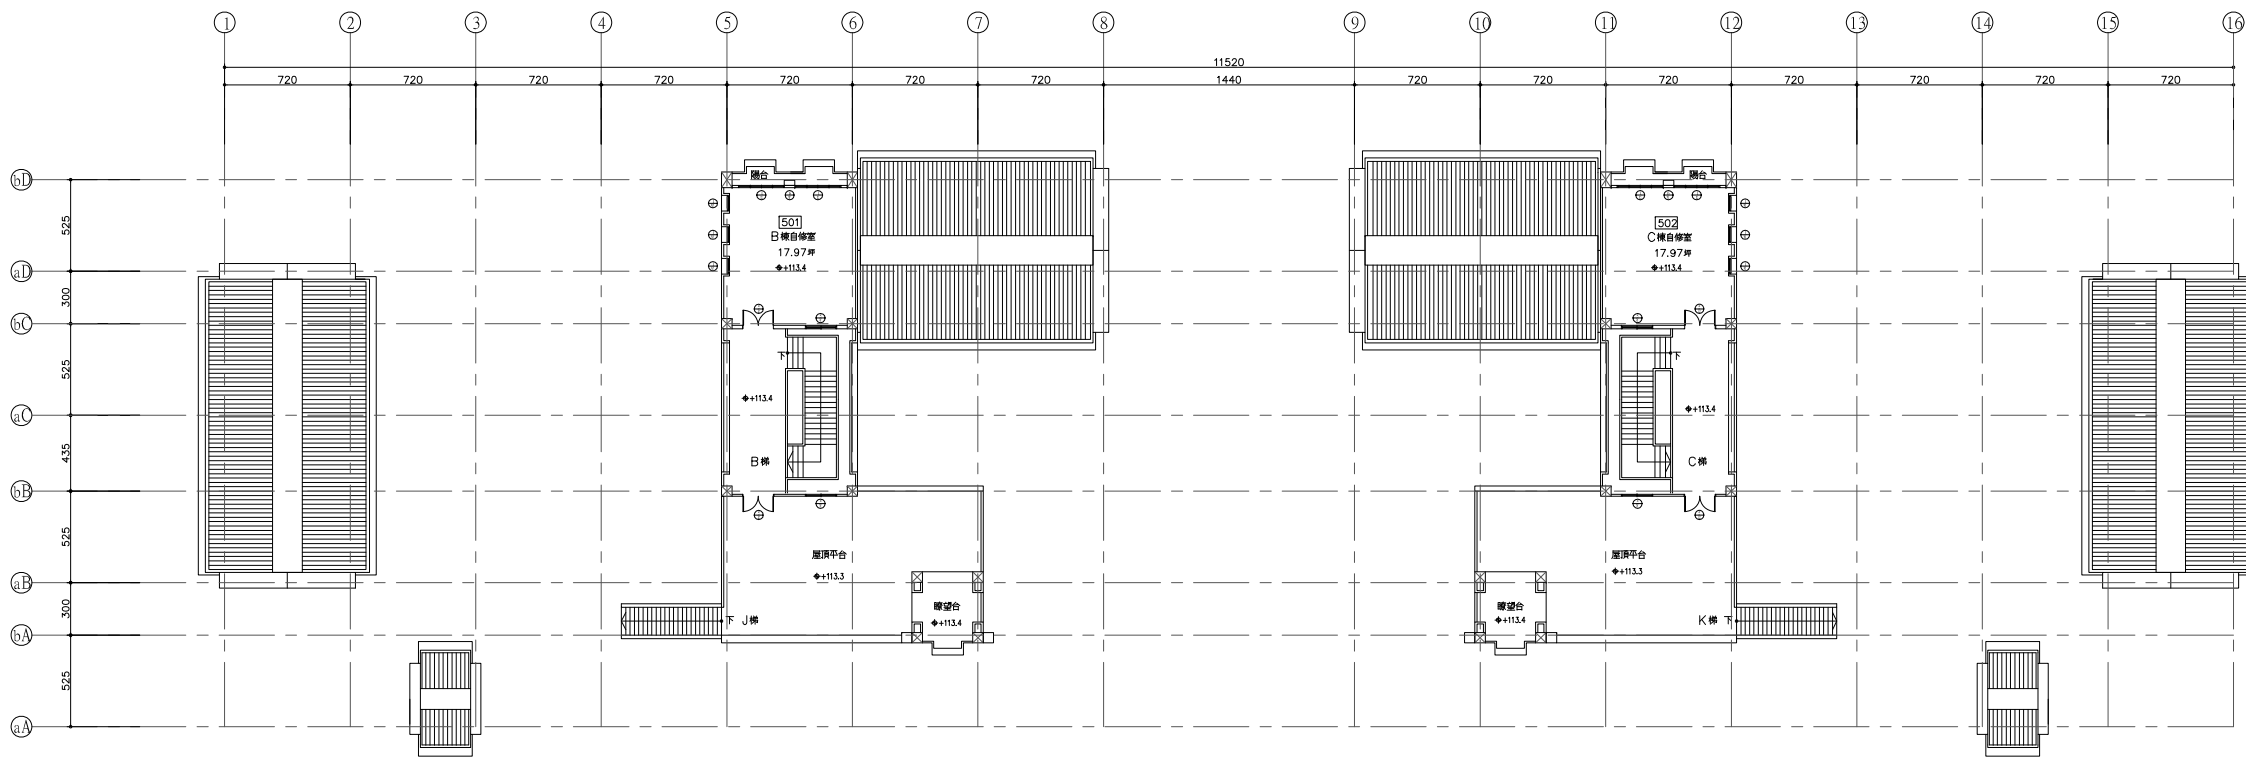 1 2 3 4 5 6 7 8 9 10 11 12 13 14 15 16
11520
720 720 720 720 720 720 720 1440 720 720 720 720 720 720 720
bD
aD
bC
aC
bB
aB
bA
aA
525
300
525
435
525
300
525
陽台
501
B棟自修室
17.97坪
+113.4
下
+113.4
B梯
屋頂平台
+113.3
瞭望台
+113.4
下 J梯
陽台
502
C棟自修室
17.97坪
+113.4
下
+113.4
C梯
屋頂平台
+113.3
瞭望台
+113.4
K梯 下